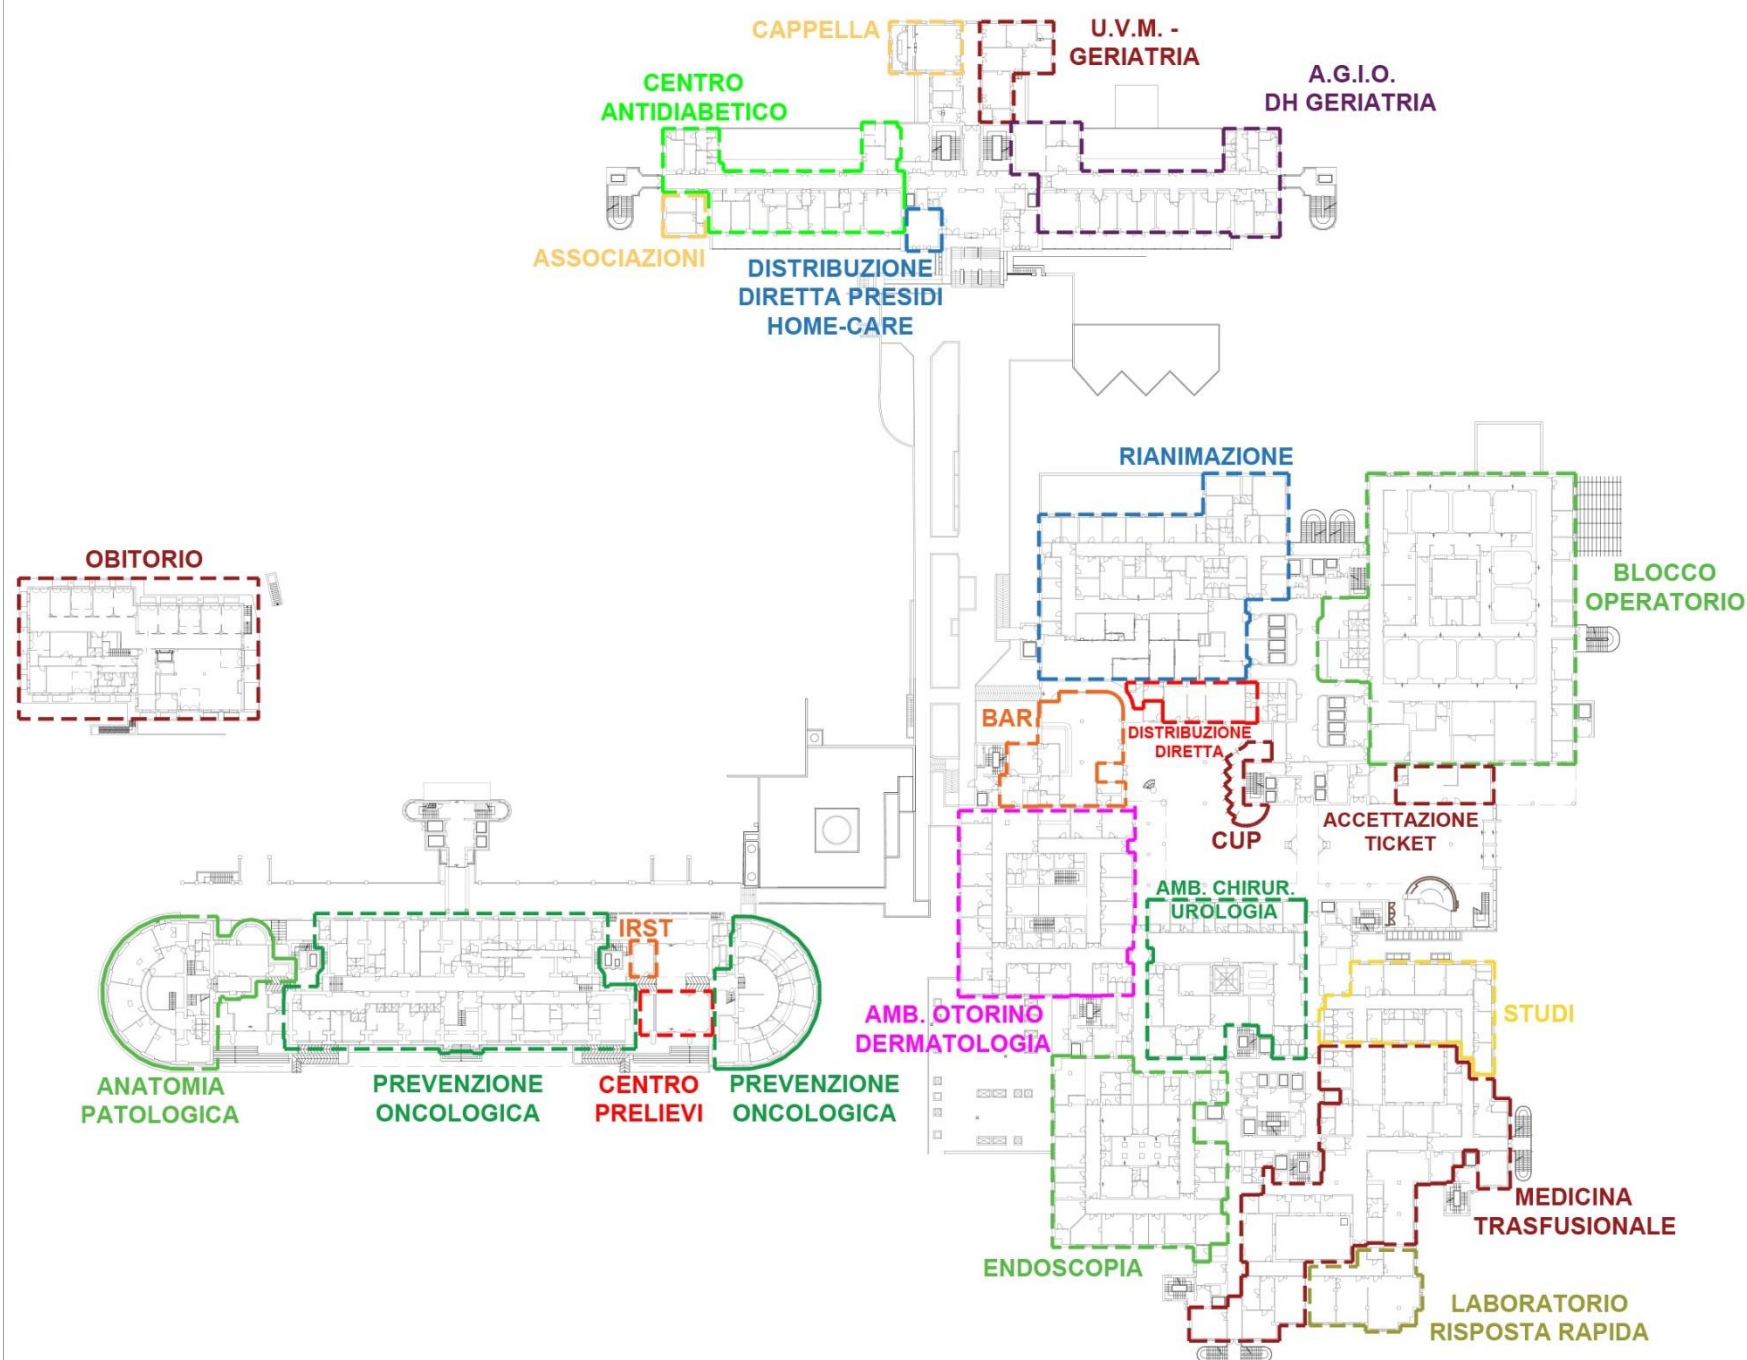 CAPPELLA
U.V.M. -
GERIATRIA
A.G.I.O.
DH GERIATRIA
CENTRO
ANTIDIABETICO
ASSOCIAZIONI
DISTRIBUZIONE
DIRETTA PRESIDI
HOME-CARE
RIANIMAZIONE
BLOCCO
OPERATORIO
OBITORIO
BAR
DISTRIBUZIONE
DIRETTA
CUP
ACCETTAZIONE
TICKET
AMB. CHIRUR.
UROLOGIA
IRST
STUDI
AMB. OTORINO
DERMATOLOGIA
ANATOMIA
PATOLOGICA
PREVENZIONE
ONCOLOGICA
CENTRO
PRELIEVI
PREVENZIONE
ONCOLOGICA
MEDICINA
TRASFUSIONALE
ENDOSCOPIA
LABORATORIO
RISPOSTA RAPIDA